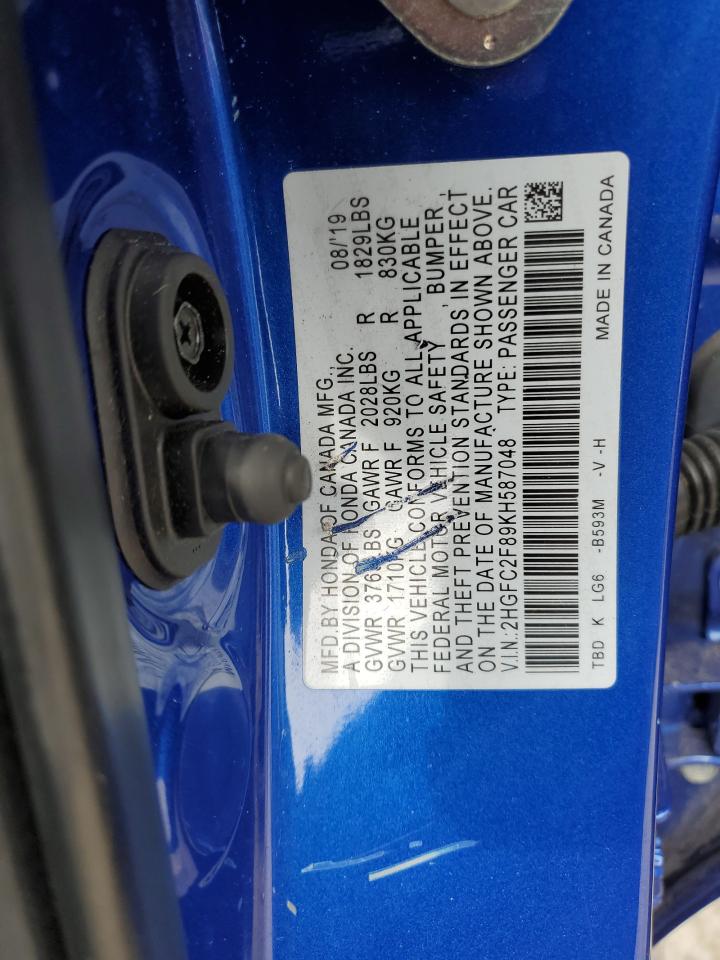 MFD. BY HONDA OF CANADA MFG., 08/'19
A DIVISION OF HONDA CANADA INC.
GVWR LBS GAWR F 2028LBS R 1829LBS
GVWR 1710KG GAWR F 920KG R 830KG
THIS VEHICLE CONFORMS TO ALL APPLICABLE
FEDERAL MOTOR VEHICLE SAFETY, BUMPER,
AND THEFT PREVENTION STANDARDS IN EFFECT
ON THE DATE OF MANUFACTURE SHOWN ABOVE.
V.I.N.:2HGFC2F89KH587048 TYPE: PASSENGER CAR
TBD K LG6 -B593M -V -H MADE IN CANADA